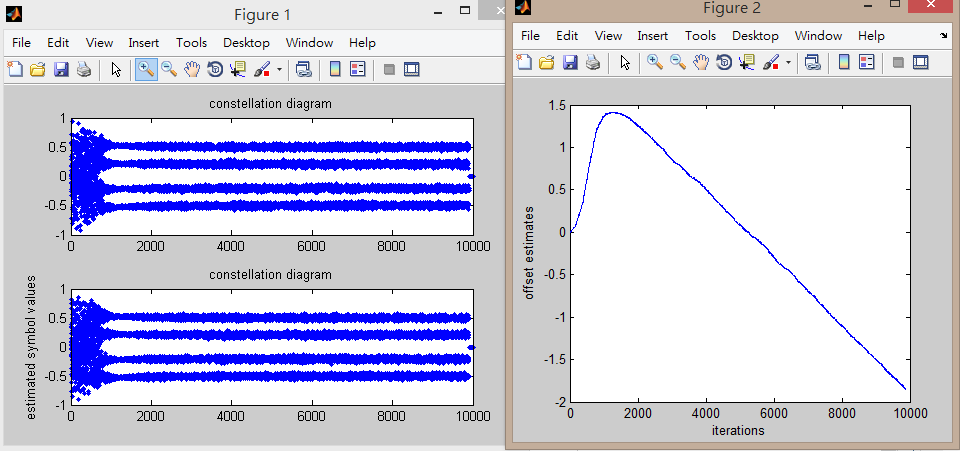 Figure 1
File Edit View Insert Tools Desktop Window Help
constellation diagram
1
0.5
0
-0.5
-1
0 2000 4000 6000 8000 10000
constellation diagram
estimated symbol values
1
0.5
0
-0.5
-1
0 2000 4000 6000 8000 10000
Figure 2
File Edit View Insert Tools Desktop Window Help
offset estimates
1.5
1
0.5
0
-0.5
-1
-1.5
-2
0 2000 4000 6000 8000 10000
iterations